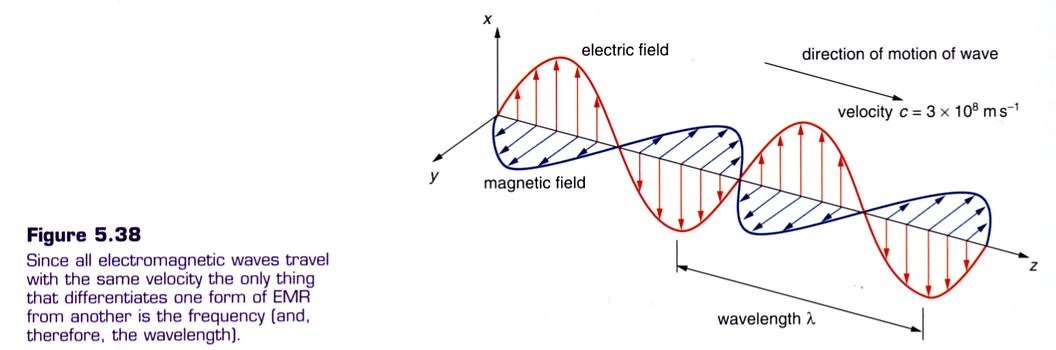 x
electric field
direction of motion of wave
velocity c = 3 × 10⁸ m s⁻¹
y
magnetic field
z
wavelength λ
Figure 5.38
Since all electromagnetic waves travel
with the same velocity the only thing
that differentiates one form of EMR
from another is the frequency (and,
therefore, the wavelength).